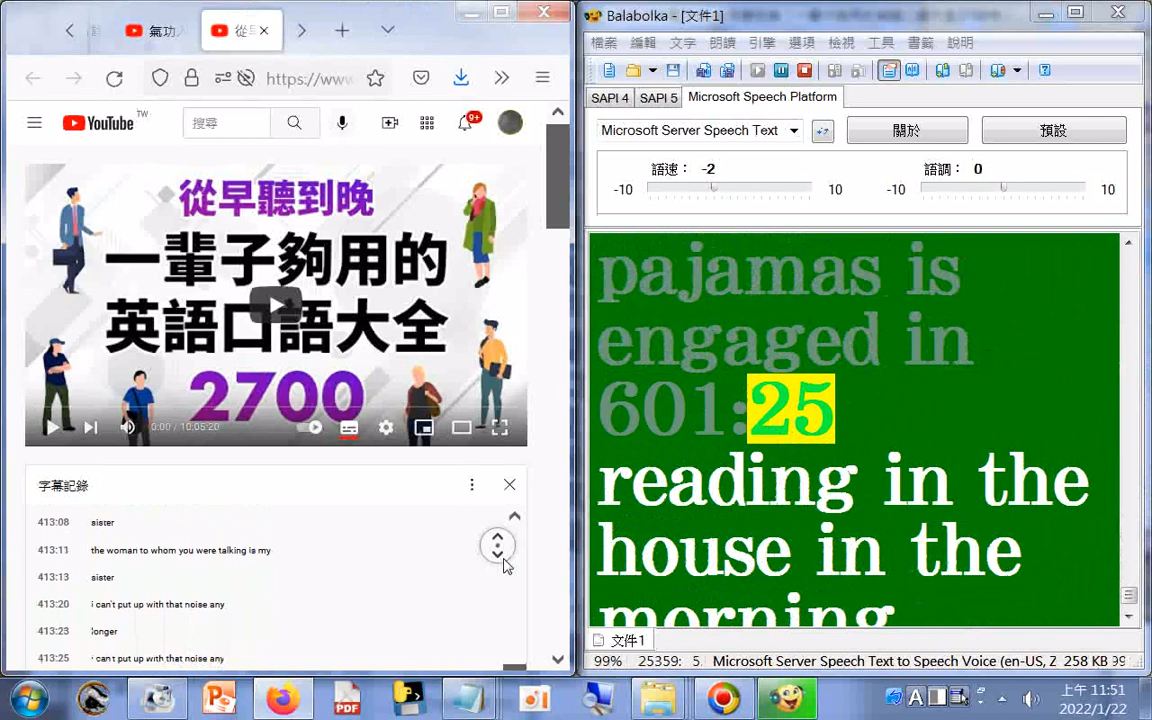 氣功
從
https://www
YouTube TW
搜尋
9+
從早聽到晚
一輩子夠用的
英語口語大全
2700
0:00 / 10:05:20
字幕記錄
413:08 sister
413:11 the woman to whom you were talking is my
413:13 sister
413:20 i can't put up with that noise any
413:23 longer
413:25 i can't put up with that noise any
Balabolka - [文件1]
檔案 編輯 文字 朗讀 引擎 選項 檢視 工具 書籤 說明
SAPI 4 SAPI 5 Microsoft Speech Platform
Microsoft Server Speech Text 關於 預設
語速： -2 語調： 0
-10 10 -10 10
pajamas is
engaged in
601:25
reading in the
house in the
morning
文件1
99% 25359: 5 Microsoft Server Speech Text to Speech Voice (en-US, Z 258 KB 99
PDF
A
上午 11:51
2022/1/22